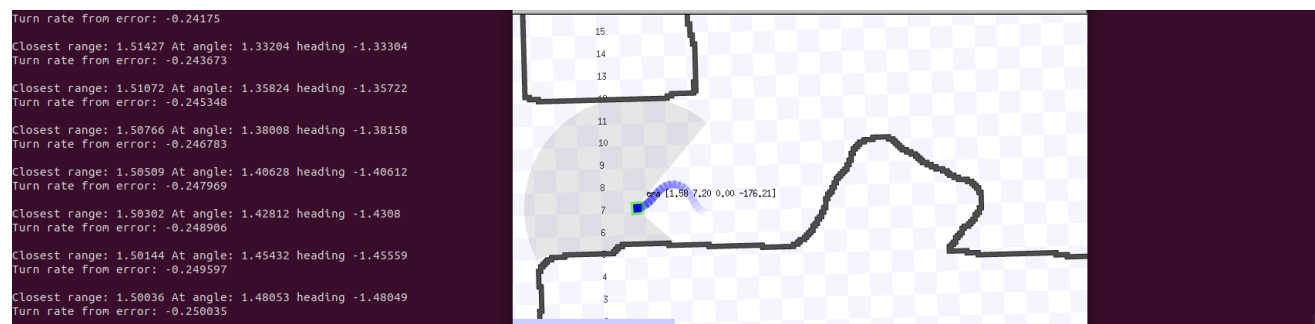 Turn rate from error: -0.24175
Closest range: 1.51427 At angle: 1.33204 heading -1.33304
Turn rate from error: -0.243673
Closest range: 1.51072 At angle: 1.35824 heading -1.35722
Turn rate from error: -0.245348
Closest range: 1.50766 At angle: 1.38008 heading -1.38158
Turn rate from error: -0.246783
Closest range: 1.50509 At angle: 1.40628 heading -1.40612
Turn rate from error: -0.247969
Closest range: 1.50302 At angle: 1.42812 heading -1.4308
Turn rate from error: -0.248906
Closest range: 1.50144 At angle: 1.45432 heading -1.45559
Turn rate from error: -0.249597
Closest range: 1.50036 At angle: 1.48053 heading -1.48049
Turn rate from error: -0.250035
15
14
13
11
10
9
8
[1.58 7.20 0.00 -176.21]
7
6
4
3